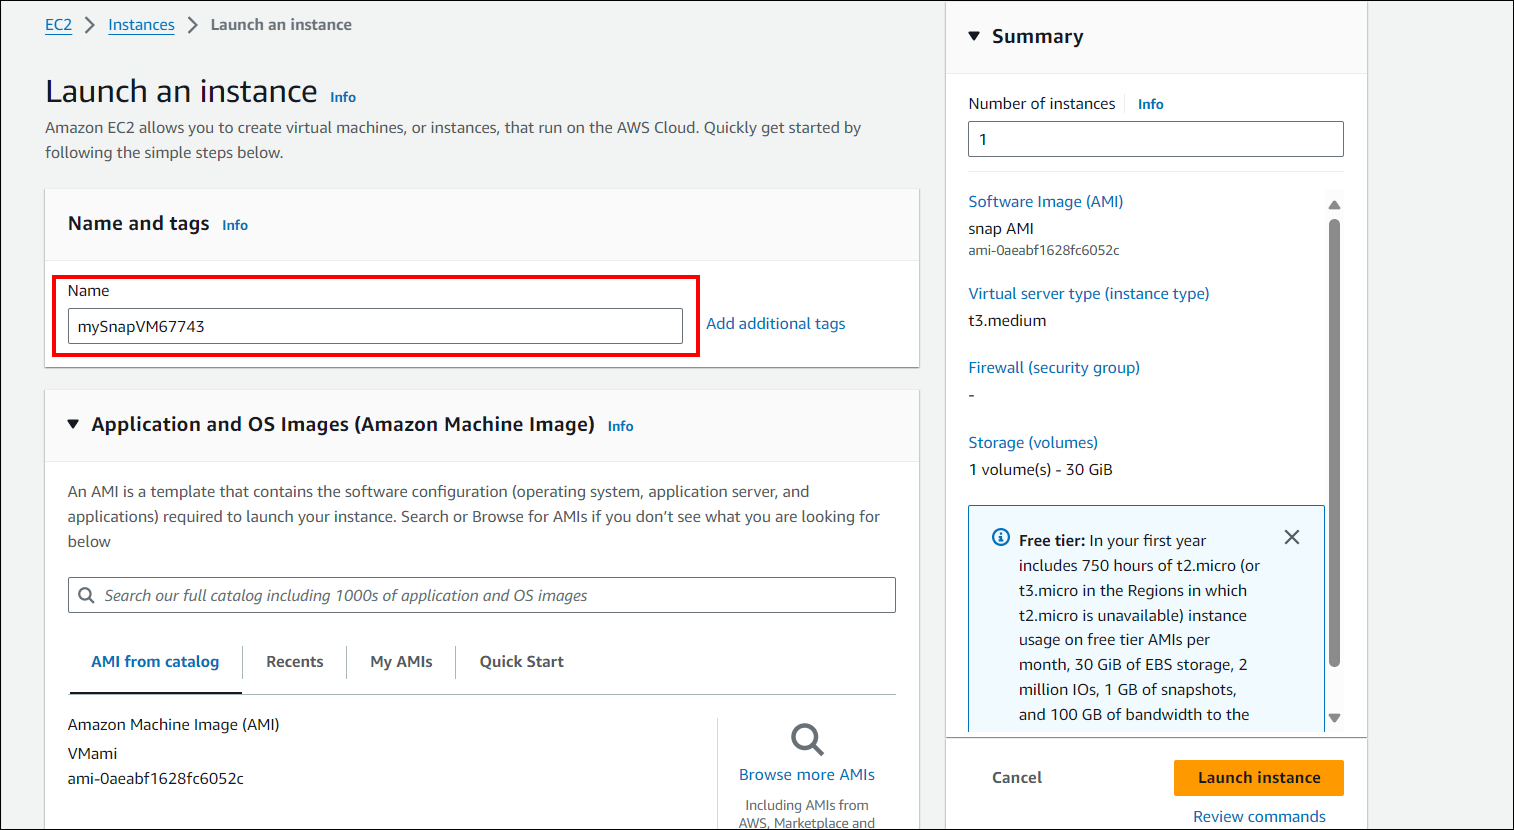 EC2 > Instances > Launch an instance
Launch an instance Info
Amazon EC2 allows you to create virtual machines, or instances, that run on the AWS Cloud. Quickly get started by
following the simple steps below.
Name and tags Info
Name
mySnapVM67743
Add additional tags
Application and OS Images (Amazon Machine Image) Info
An AMI is a template that contains the software configuration (operating system, application server, and
applications) required to launch your instance. Search or Browse for AMIs if you don’t see what you are looking for
below
Search our full catalog including 1000s of application and OS images
AMI from catalog
Recents
My AMIs
Quick Start
Amazon Machine Image (AMI)
VMami
ami-0aeabf1628fc6052c
Browse more AMIs
Including AMIs from
AWS, Marketplace and
Summary
Number of instances Info
1
Software Image (AMI)
snap AMI
ami-0aeabf1628fc6052c
Virtual server type (instance type)
t3.medium
Firewall (security group)
-
Storage (volumes)
1 volume(s) - 30 GiB
Free tier: In your first year
includes 750 hours of t2.micro (or
t3.micro in the Regions in which
t2.micro is unavailable) instance
usage on free tier AMIs per
month, 30 GiB of EBS storage, 2
million IOs, 1 GB of snapshots,
and 100 GB of bandwidth to the
Cancel
Launch instance
Review commands